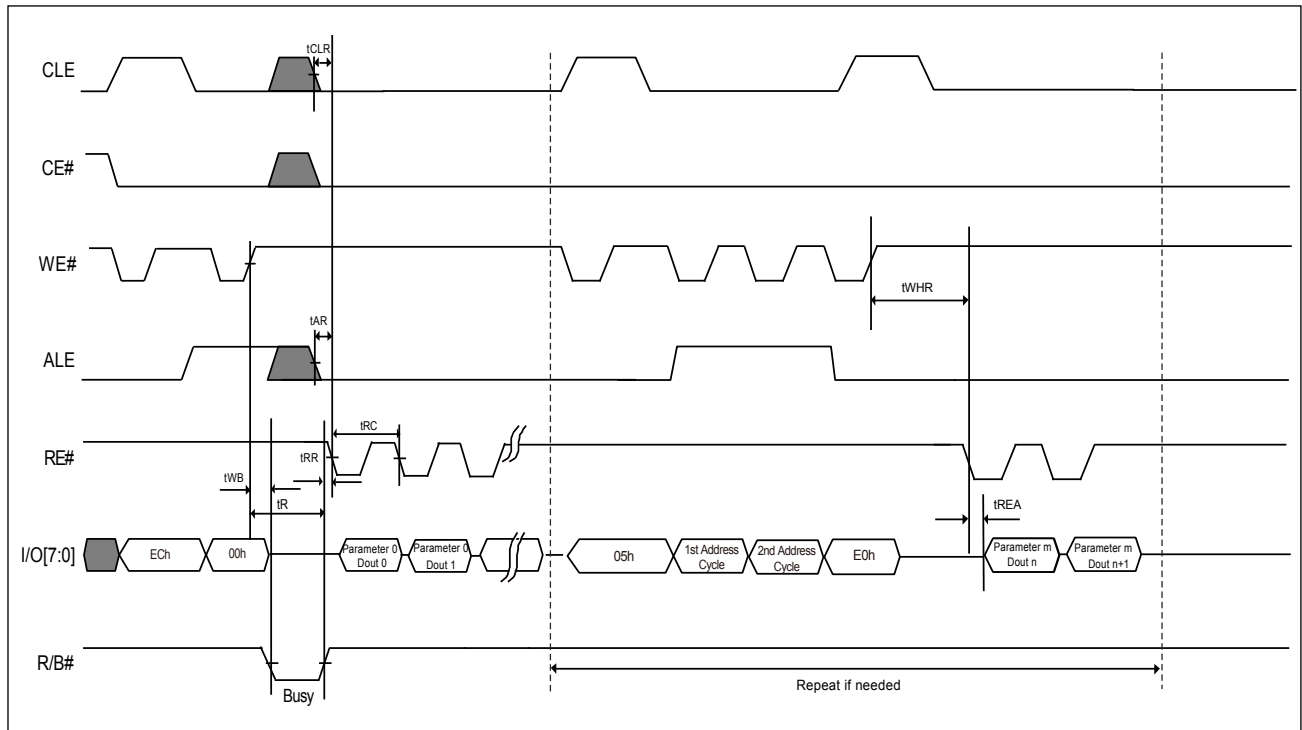 tCLR
CLE
CE#
WE#
tWHR
tAR
ALE
tRC
RE#
tRR
tWB
tR
tREA
I/O[7:0]
ECh
00h
Parameter 0
Dout 0
Parameter 0
Dout 1
05h
1st Address
Cycle
2nd Address
Cycle
E0h
Parameter m
Dout n
Parameter m
Dout n+1
R/B#
Busy
Repeat if needed